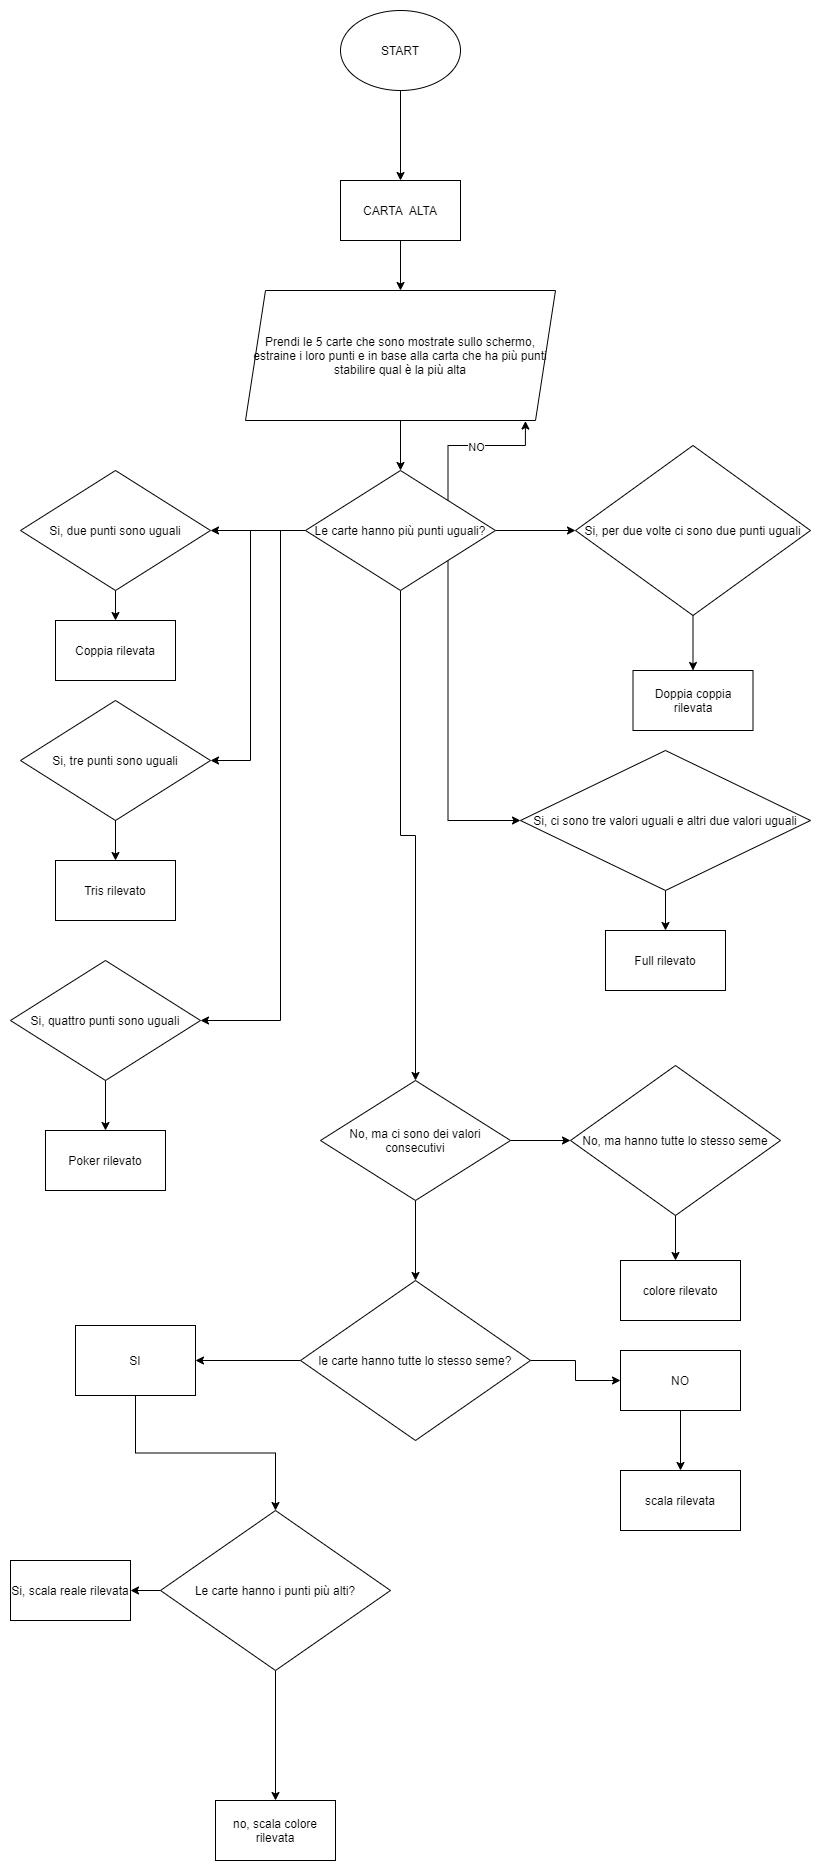 START
CARTA ALTA
Prendi le 5 carte che sono mostrate sullo schermo,
estraine i loro punti e in base alla carta che ha più punti
stabilire qual è la più alta
NO
Si, due punti sono uguali
Le carte hanno più punti uguali?
Si, per due volte ci sono due punti uguali
Coppia rilevata
Doppia coppia
rilevata
Si, tre punti sono uguali
Si, ci sono tre valori uguali e altri due valori uguali
Tris rilevato
Full rilevato
Si, quattro punti sono uguali
Poker rilevato
No, ma ci sono dei valori
consecutivi
No, ma hanno tutte lo stesso seme
colore rilevato
SI
le carte hanno tutte lo stesso seme?
NO
scala rilevata
Si, scala reale rilevata
Le carte hanno i punti più alti?
no, scala colore
rilevata